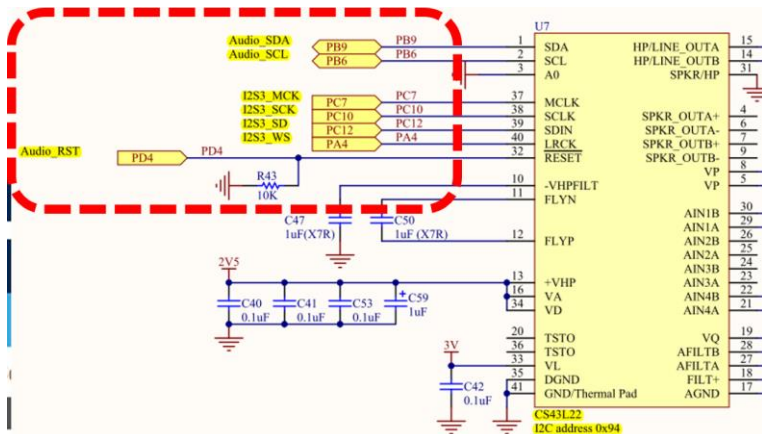 U7
Audio_SDA PB9 PB9 1 SDA HP/LINE_OUTA 15
Audio_SCL PB6 PB6 2 SCL HP/LINE_OUTB 14
3 A0 SPKR/HP 31
I2S3_MCK PC7 PC7 37 MCLK SPKR_OUTA+ 4
I2S3_SCK PC10 PC10 38 SCLK SPKR_OUTA- 6
I2S3_SD PC12 PC12 39 SDIN SPKR_OUTB+ 7
I2S3_WS PA4 PA4 40 LRCK
Audio_RST PD4 PD4 32 RESET SPKR_OUTB- 9
VP 8
R43
10K
10 -VHPFILT VP 5
11 FLYN
C47
1uF(X7R)
C50
1uF (X7R)
12 FLYP
AIN1B 30
AIN1A 29
AIN2B 26
AIN2A 25
AIN3B 24
AIN3A 23
AIN4B 22
AIN4A 21
2V5
13 +VHP
16 VA
34 VD
C40
0.1uF
C41
0.1uF
C53
0.1uF
C59
1uF
20 TSTO VQ 19
36 TSTO AFILTB 28
3V
33 VL AFILTA 27
35 DGND FILT+ 18
41 GND/Thermal Pad AGND 17
C42
0.1uF
CS43L22
I2C address 0x94